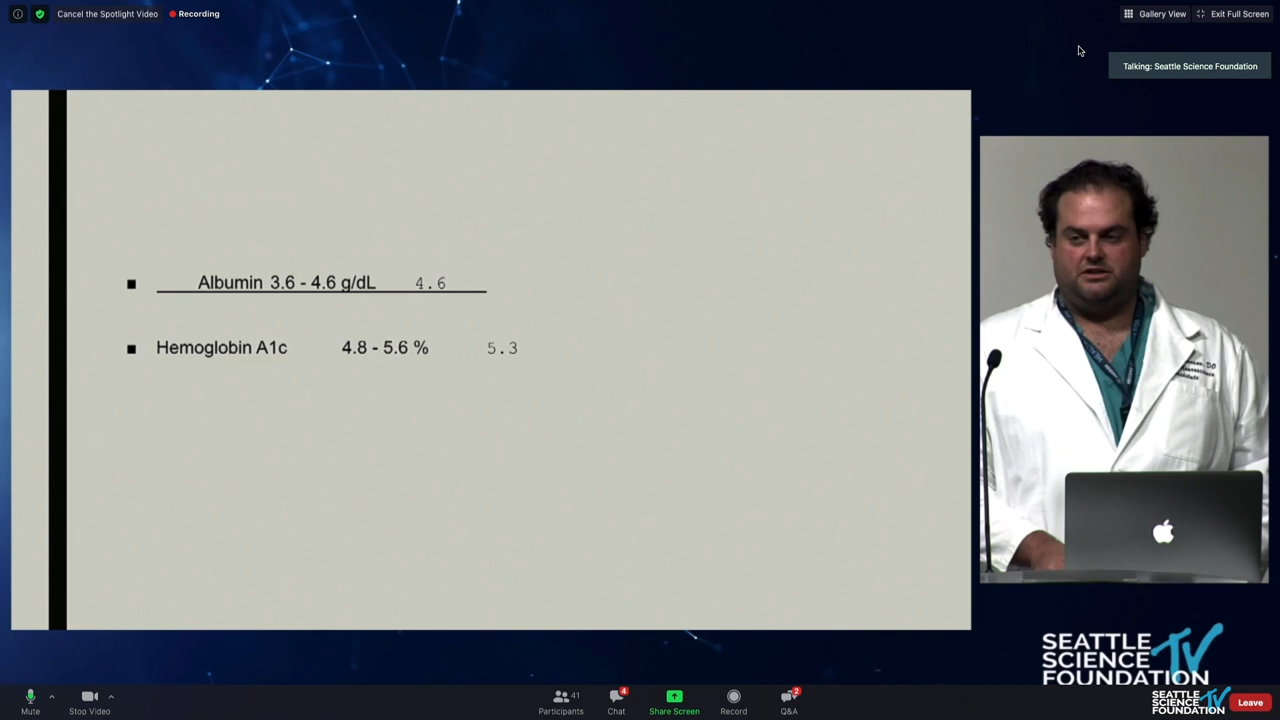 Cancel the Spotlight Video
Recording
Gallery View
Exit Full Screen
Talking: Seattle Science Foundation
Albumin 3.6 - 4.6 g/dL 4.6
Hemoglobin A1c 4.8 - 5.6 % 5.3
SEATTLE
SCIENCE TV
FOUNDATION
Mute
Stop Video
41
Participants
4
Chat
Share Screen
Record
2
Q&A
SEATTLE
SCIENCE TV
FOUNDATION
Leave